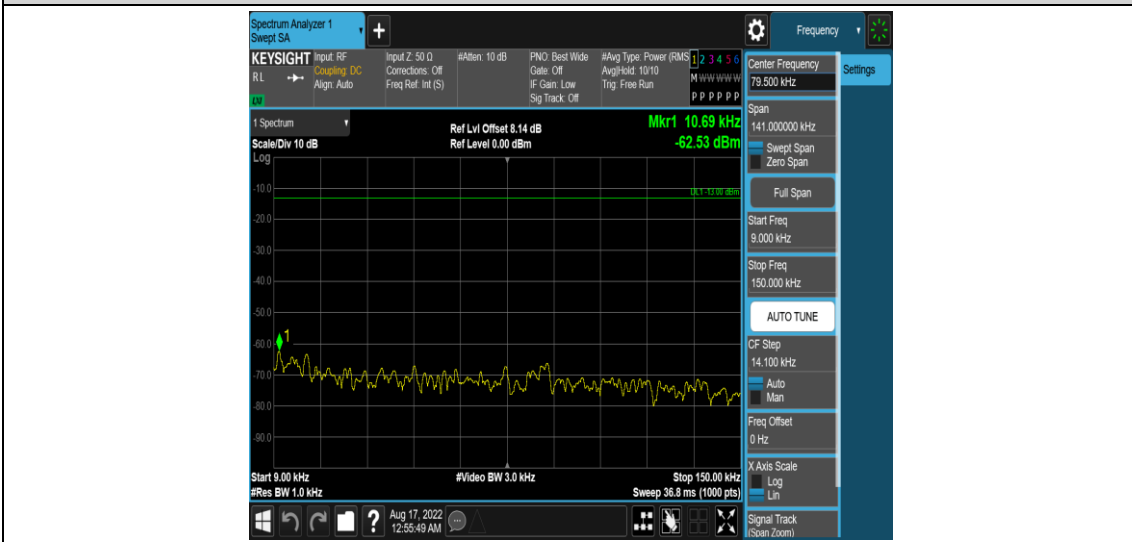 Spectrum Analyzer 1
Swept SA
+
Frequency
KEYSIGHT
RL
LXI
Input: RF
Coupling: DC
Align: Auto
Input Z: 50 Ω
Corrections: Off
Freq Ref: Int (S)
#Atten: 10 dB
PNO: Best Wide
Gate: Off
IF Gain: Low
Sig Track: Off
#Avg Type: Power (RMS
Avg|Hold: 10/10
Trig: Free Run
1 2 3 4 5 6
M W W W W W
P P P P P P
1 Spectrum
Scale/Div 10 dB
Log
Ref Lvl Offset 8.14 dB
Ref Level 0.00 dBm
Mkr1 10.69 kHz
-62.53 dBm
DL1 -13.00 dBm
-10.0
-20.0
-30.0
-40.0
-50.0
-60.0
-70.0
-80.0
-90.0
1
Start 9.00 kHz
#Res BW 1.0 kHz
#Video BW 3.0 kHz
Stop 150.00 kHz
Sweep 36.8 ms (1000 pts)
?
Aug 17, 2022
12:55:49 AM
Center Frequency
79.500 kHz
Settings
Span
141.000000 kHz
Swept Span
Zero Span
Full Span
Start Freq
9.000 kHz
Stop Freq
150.000 kHz
AUTO TUNE
CF Step
14.100 kHz
Auto
Man
Freq Offset
0 Hz
X Axis Scale
Log
Lin
Signal Track
(Span Zoom)